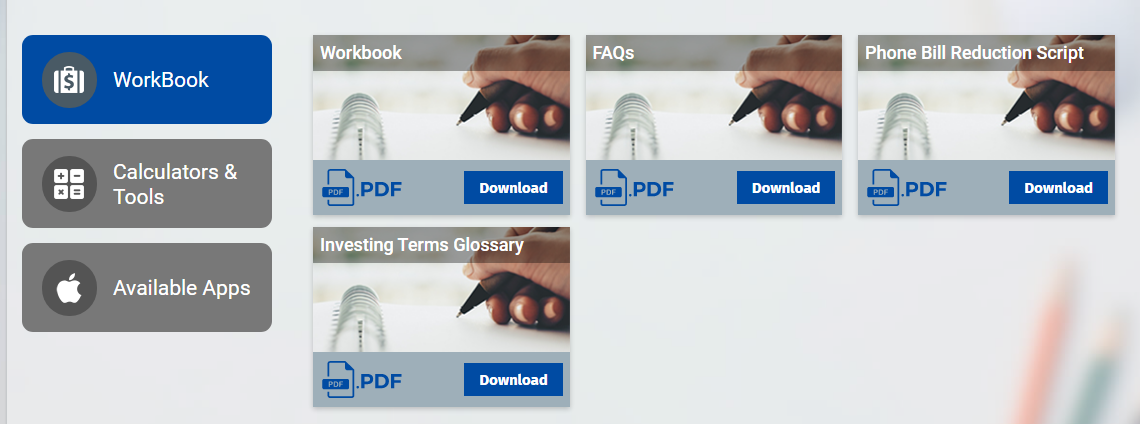 WorkBook
Calculators &
Tools
Available Apps
Workbook
PDF .PDF Download
FAQs
PDF .PDF Download
Phone Bill Reduction Script
PDF .PDF Download
Investing Terms Glossary
PDF .PDF Download